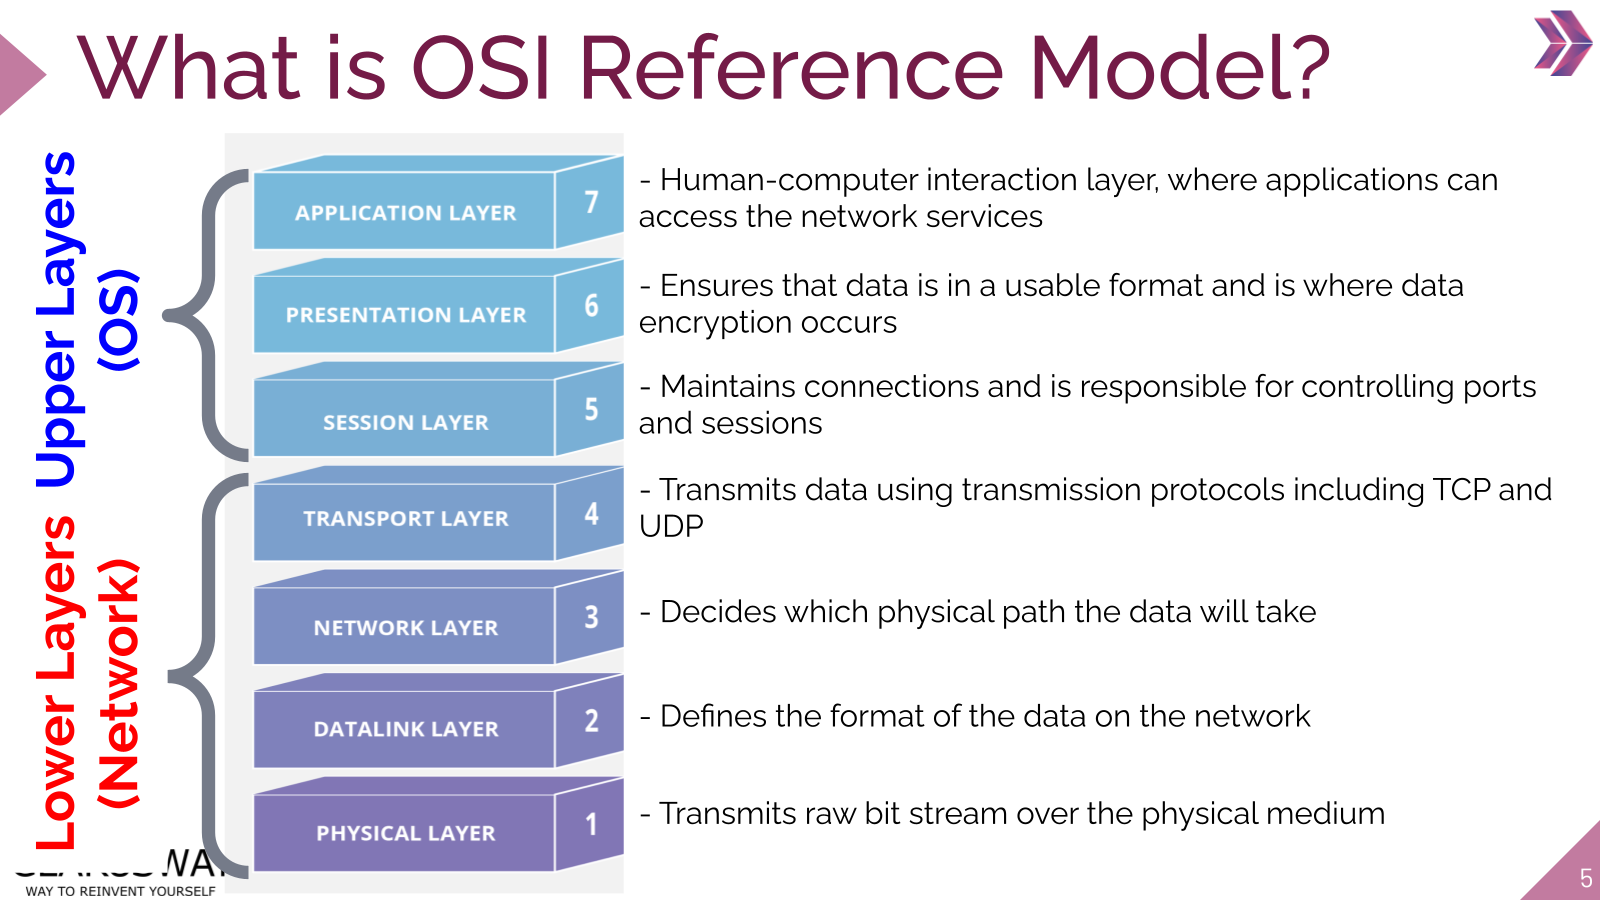 What is OSI Reference Model?
Upper Layers
(OS)
Lower Layers
(Network)
APPLICATION LAYER 7
- Human-computer interaction layer, where applications can
access the network services
PRESENTATION LAYER 6
- Ensures that data is in a usable format and is where data
encryption occurs
SESSION LAYER 5
- Maintains connections and is responsible for controlling ports
and sessions
TRANSPORT LAYER 4
- Transmits data using transmission protocols including TCP and
UDP
NETWORK LAYER 3
- Decides which physical path the data will take
DATALINK LAYER 2
- Defines the format of the data on the network
PHYSICAL LAYER 1
- Transmits raw bit stream over the physical medium
WAY TO REINVENT YOURSELF
5